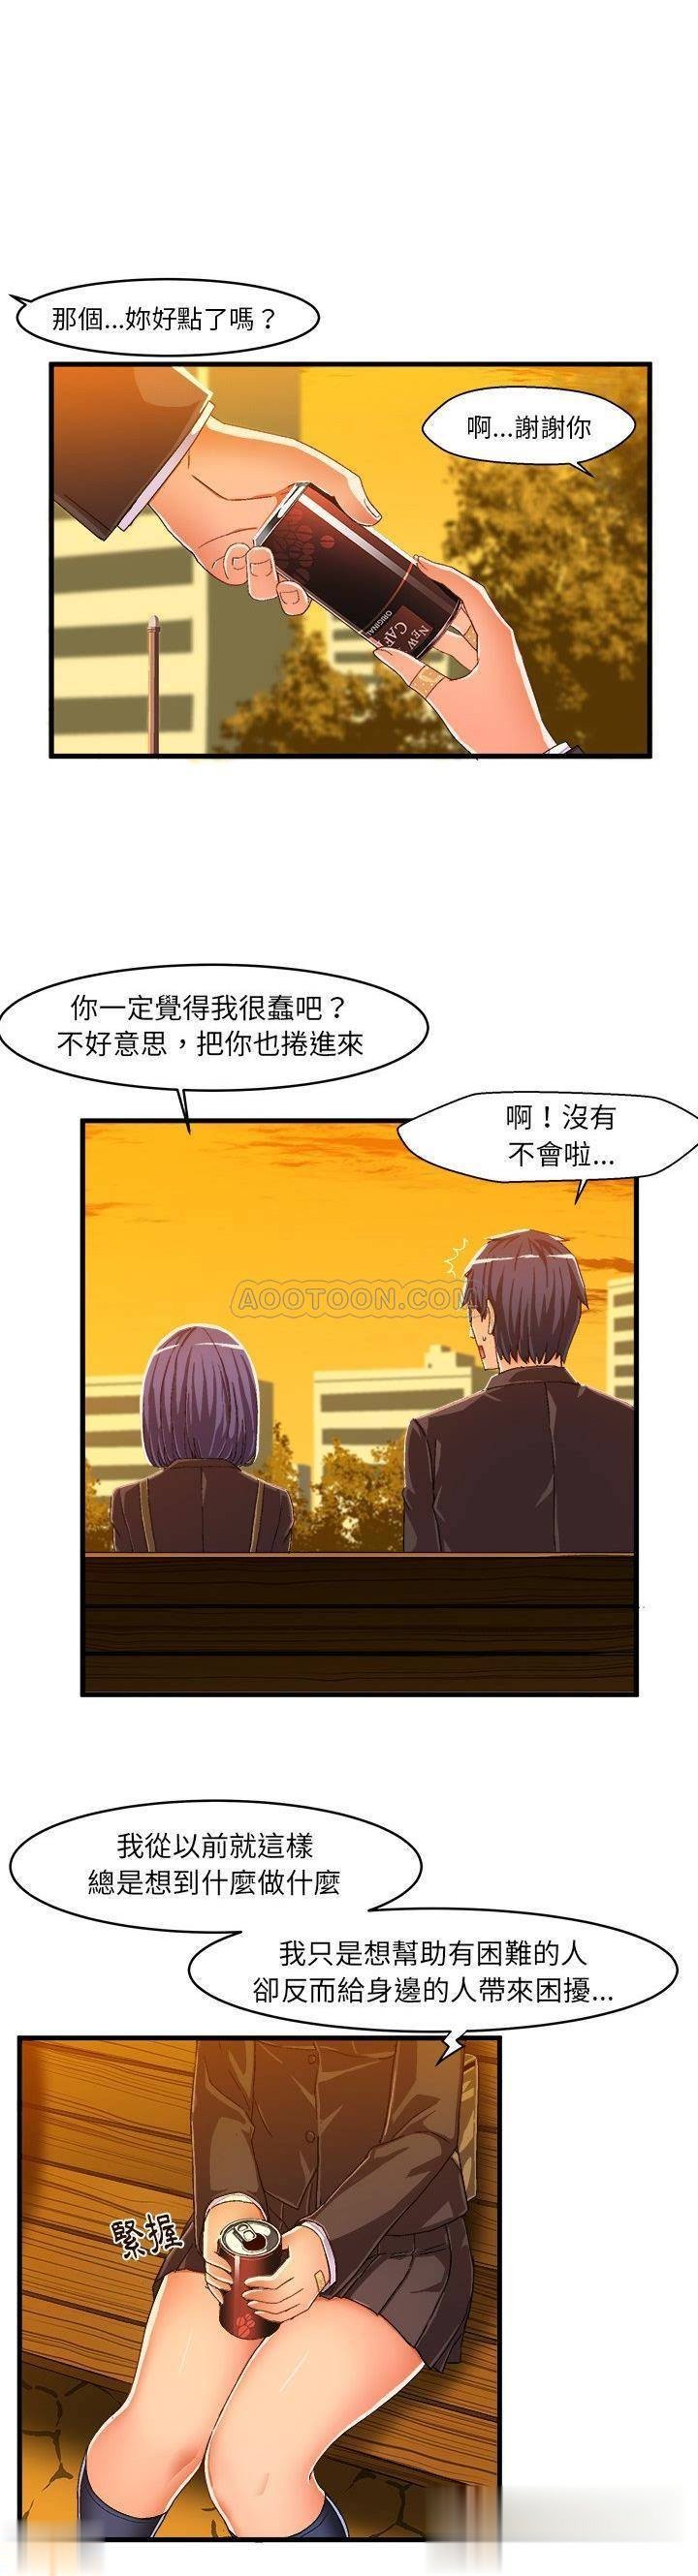 那個...妳好點了嗎？
啊...謝謝你
NEW
CAF
ORIGINAL
你一定覺得我很蠢吧？
不好意思，把你也捲進來
啊！沒有
不會啦...
AOOTOON.COM
我從以前就這樣
總是想到什麼做什麼
我只是想幫助有困難的人
卻反而給身邊的人帶來困擾...
緊握